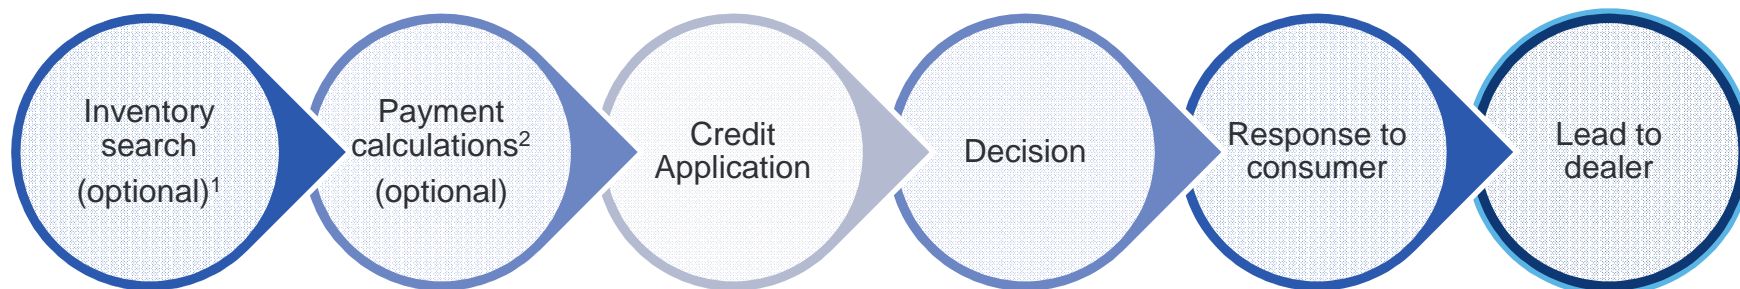 Inventory
search
(optional)1
Payment
calculations2
(optional)
Credit
Application
Decision
Response to
consumer
Lead to
dealer